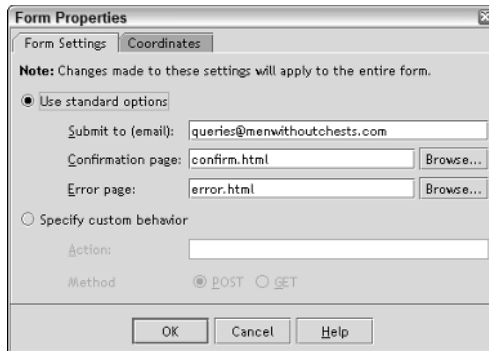 Form Properties
Form Settings Coordinates
Note: Changes made to these settings will apply to the entire form.
Use standard options
Submit to (email): queries@menwithoutchests.com
Confirmation page: confirm.html Browse...
Error page: error.html Browse...
Specify custom behavior
Action:
Method POST GET
OK Cancel Help